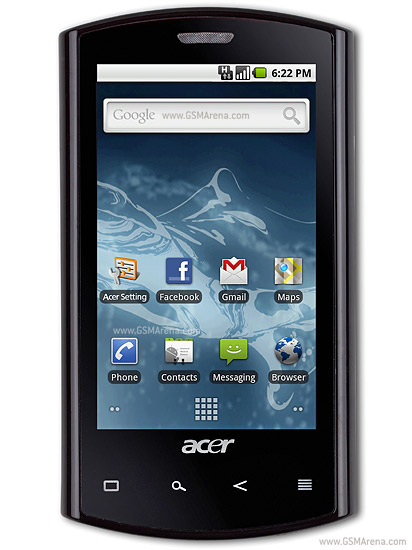 H
6:22 PM
Google www.GSMArena.com
Acer Setting Facebook Gmail Maps
www.GSMArena.com
Phone Contacts Messaging Browser
acer
© www.GSMArena.com